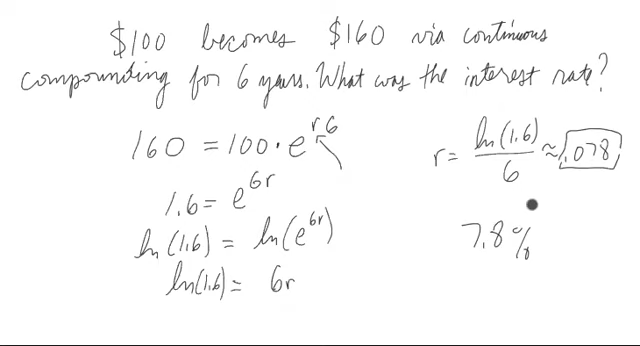 $100 becomes $160 via continuous
compounding for 6 years. What was the interest rate?
160 = 100 · e^{r6}
1.6 = e^{6r}
ln(1.6) = ln(e^{6r})
ln(1.6) = 6r
r = ln(1.6)/6 ≈ .078
7.8%